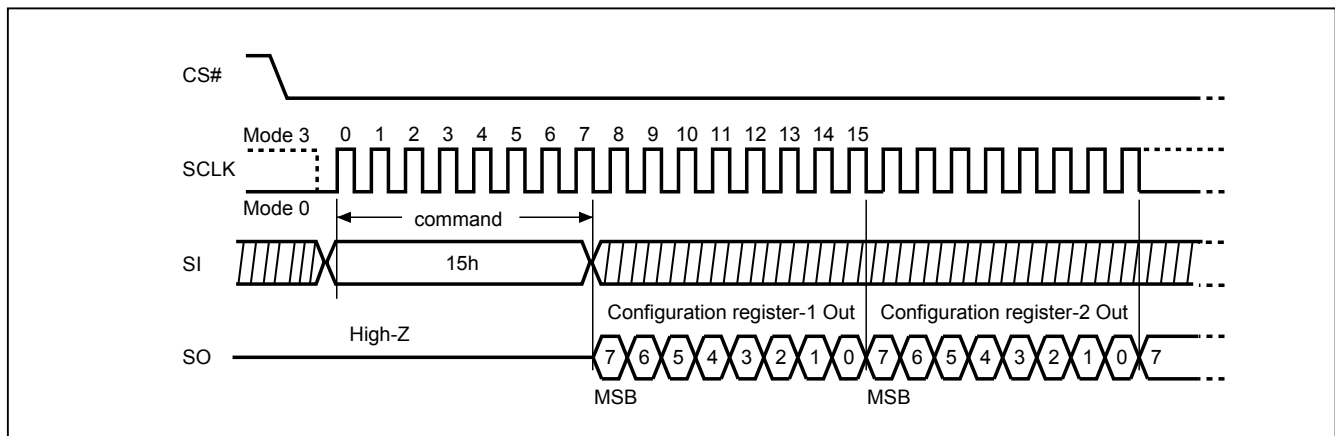 CS#
Mode 3 0 1 2 3 4 5 6 7 8 9 10 11 12 13 14 15
SCLK
Mode 0
command
SI 15h
Configuration register-1 Out Configuration register-2 Out
High-Z
SO 7 6 5 4 3 2 1 0 7 6 5 4 3 2 1 0 7
MSB MSB